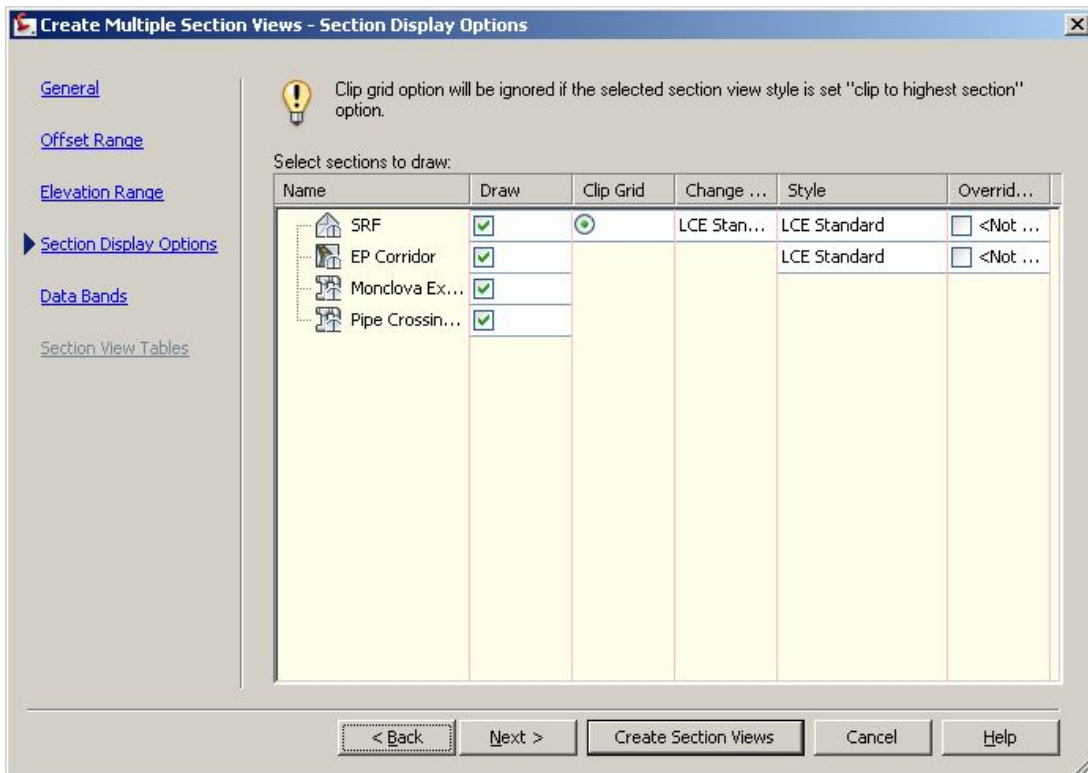 Create Multiple Section Views - Section Display Options
General
Offset Range
Elevation Range
Section Display Options
Data Bands
Section View Tables
Clip grid option will be ignored if the selected section view style is set "clip to highest section"
option.
Select sections to draw:
Name Draw Clip Grid Change ... Style Overrid...
SRF LCE Stan... LCE Standard <Not ...
EP Corridor LCE Standard <Not ...
Monclova Ex...
Pipe Crossin...
< Back Next > Create Section Views Cancel Help